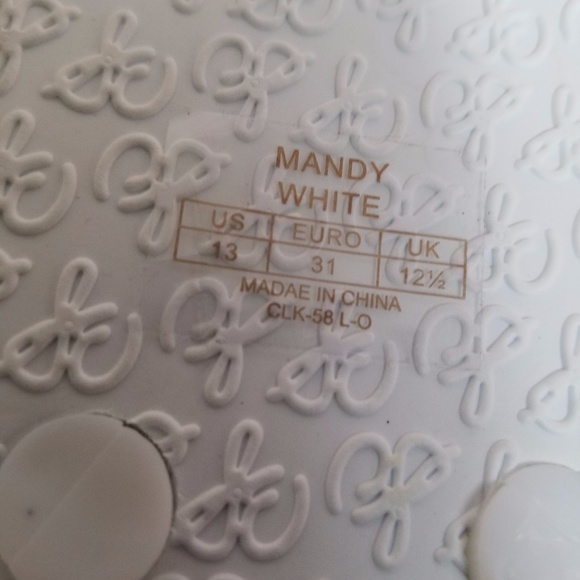 MANDY
WHITE
US EURO UK
13 31 12½
MADAE IN CHINA
CLK-58 L-O